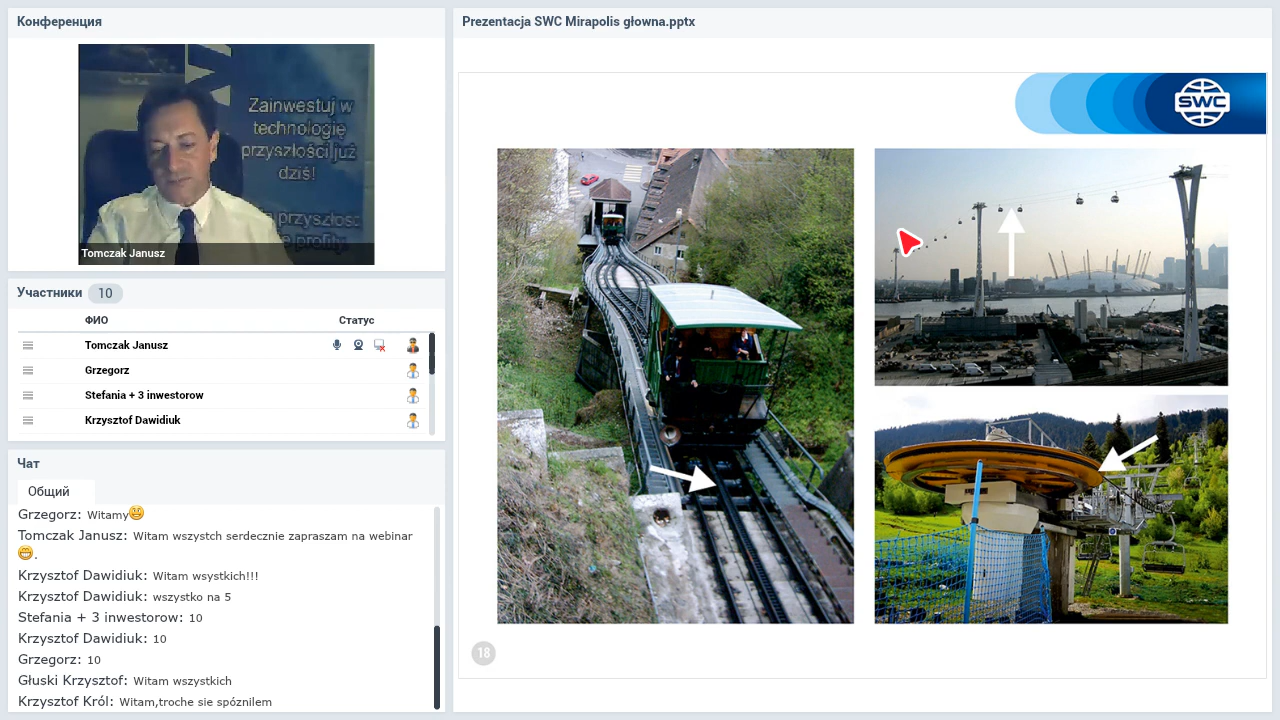 Конференция
Zainwestuj w
technologię
przyszłości już
dziś!
Tomczak Janusz
Участники 10
ФИО Статус
Tomczak Janusz
Grzegorz
Stefania + 3 inwestorow
Krzysztof Dawidiuk
Чат
Общий
Grzegorz: Witamy
Tomczak Janusz: Witam wszystch serdecznie zapraszam na webinar
.
Krzysztof Dawidiuk: Witam wsystkich!!!
Krzysztof Dawidiuk: wszystko na 5
Stefania + 3 inwestorow: 10
Krzysztof Dawidiuk: 10
Grzegorz: 10
Głuski Krzysztof: Witam wszystkich
Krzysztof Król: Witam,troche sie spóznilem
Prezentacja SWC Mirapolis głowna.pptx
SWC
18